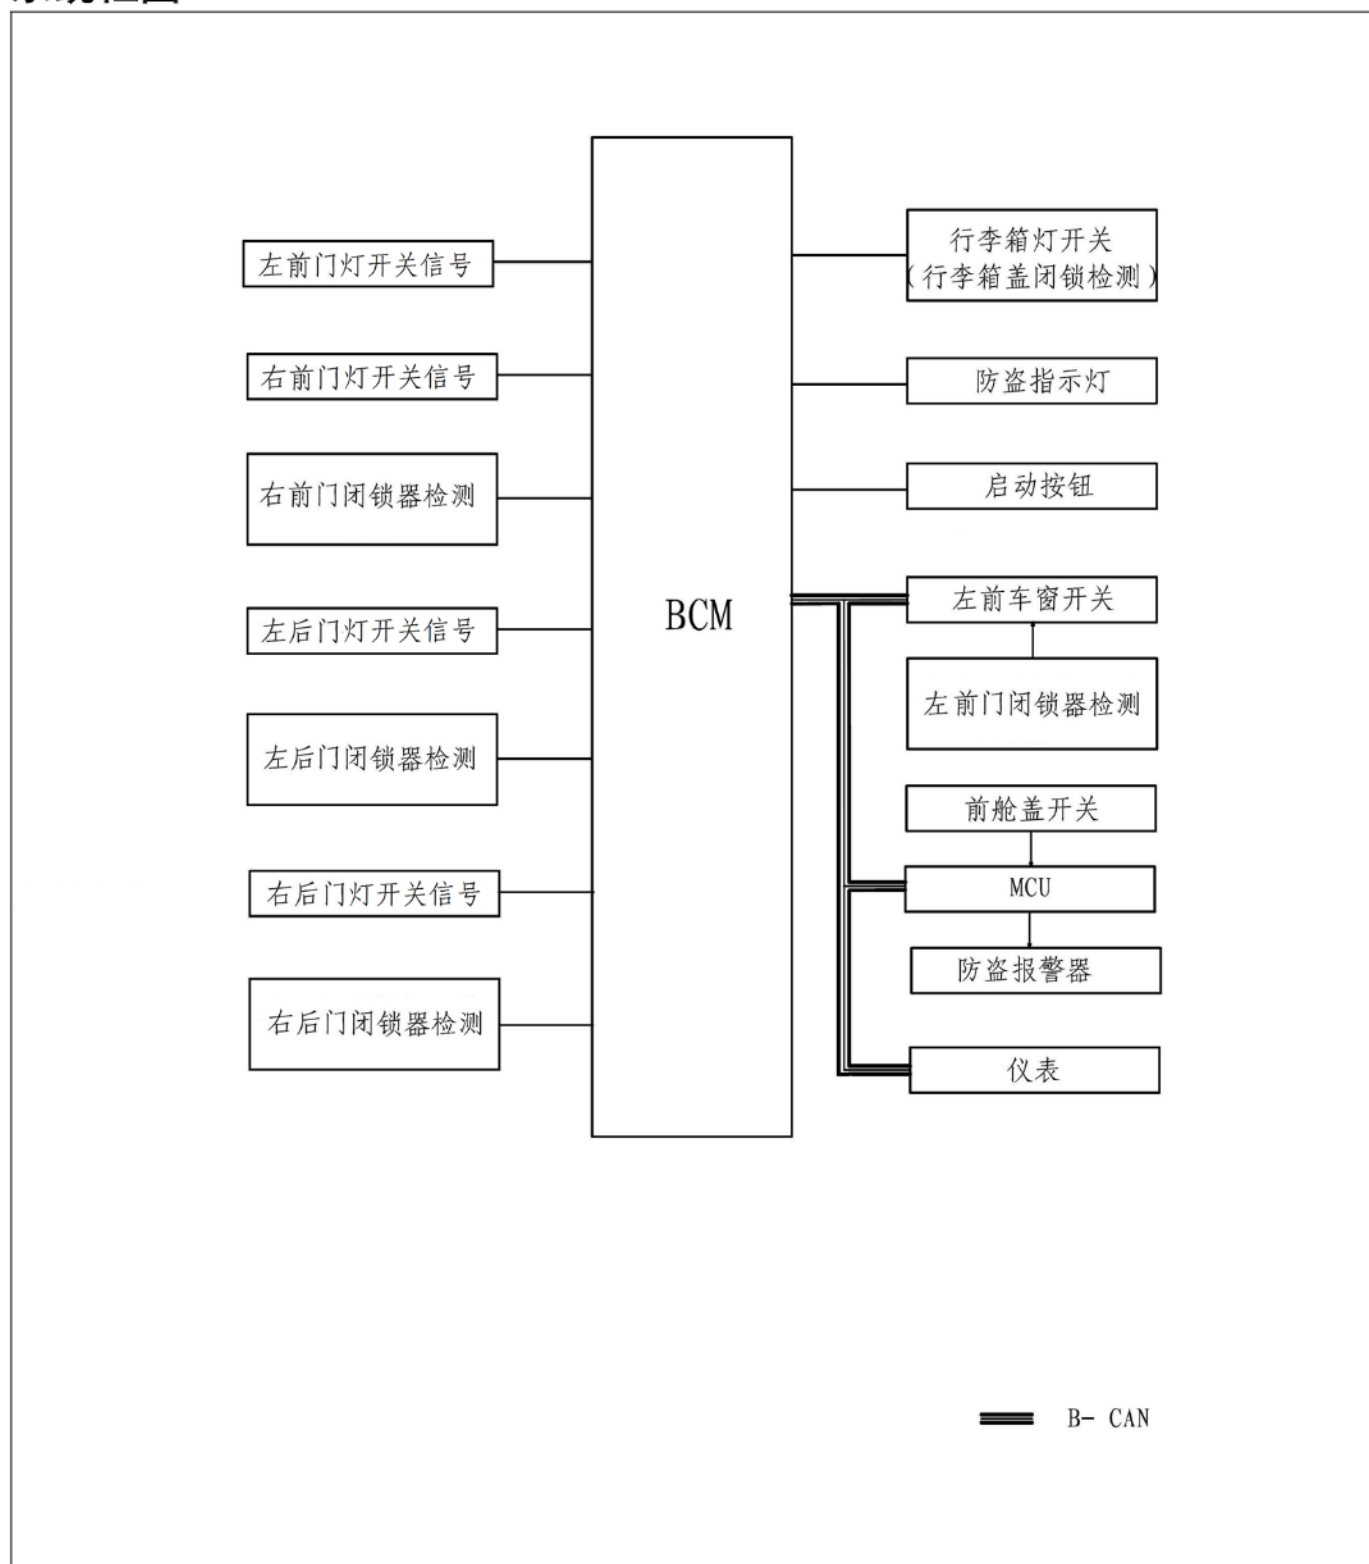 左前门灯开关信号
右前门灯开关信号
右前门闭锁器检测
左后门灯开关信号
左后门闭锁器检测
右后门灯开关信号
右后门闭锁器检测
BCM
行李箱灯开关
(行李箱盖闭锁检测)
防盗指示灯
启动按钮
左前车窗开关
左前门闭锁器检测
前舱盖开关
MCU
防盗报警器
仪表
B- CAN